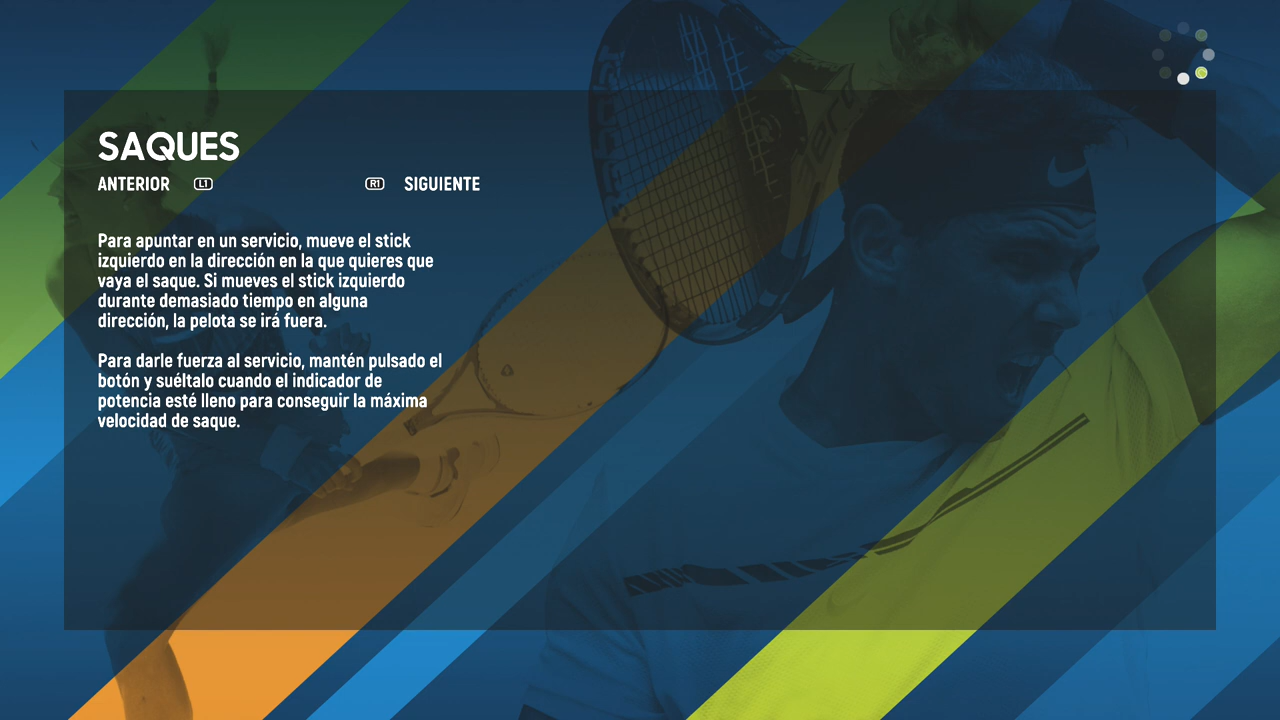 SAQUES
ANTERIOR L1 R1 SIGUIENTE
Para apuntar en un servicio, mueve el stick
izquierdo en la dirección en la que quieres que
vaya el saque. Si mueves el stick izquierdo
durante demasiado tiempo en alguna
dirección, la pelota se irá fuera.
Para darle fuerza al servicio, mantén pulsado el
botón y suéltalo cuando el indicador de
potencia esté lleno para conseguir la máxima
velocidad de saque.